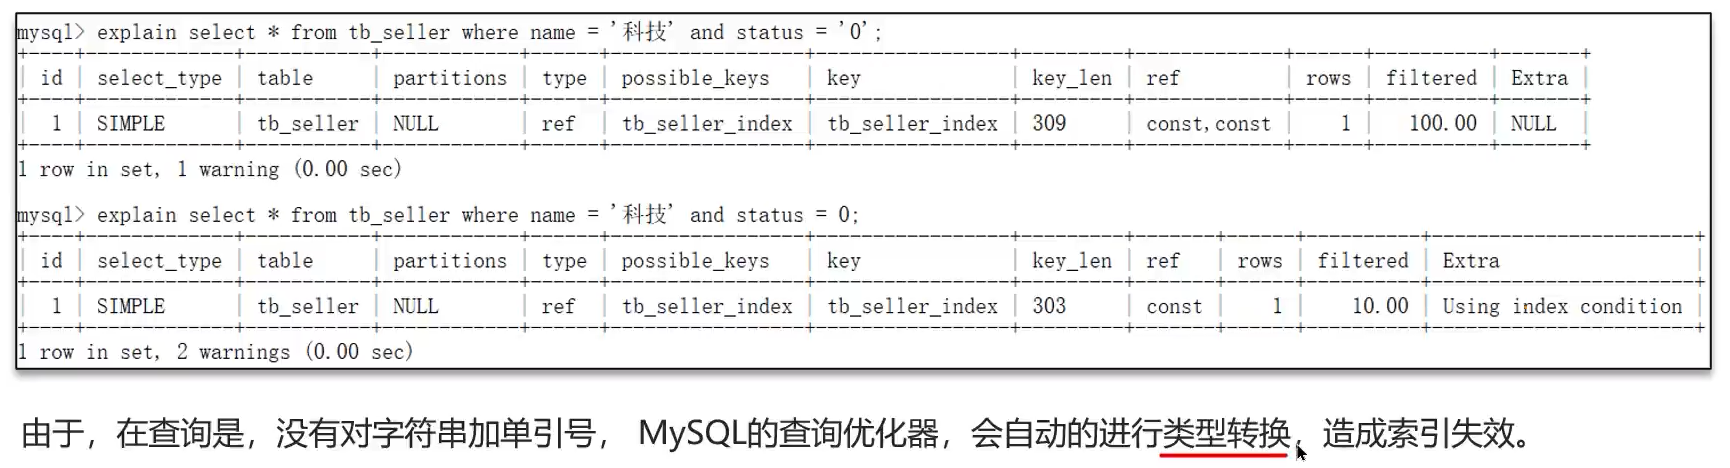 mysql> explain select * from tb_seller where name = '科技' and status = '0';
+----+-------------+-----------+------------+------+-----------------+-----------------+---------+-------------+------+----------+-------+
| id | select_type | table | partitions | type | possible_keys | key | key_len | ref | rows | filtered | Extra |
+----+-------------+-----------+------------+------+-----------------+-----------------+---------+-------------+------+----------+-------+
| 1 | SIMPLE | tb_seller | NULL | ref | tb_seller_index | tb_seller_index | 309 | const,const | 1 | 100.00 | NULL |
+----+-------------+-----------+------------+------+-----------------+-----------------+---------+-------------+------+----------+-------+
1 row in set, 1 warning (0.00 sec)
mysql> explain select * from tb_seller where name = '科技' and status = 0;
+----+-------------+-----------+------------+------+-----------------+-----------------+---------+-------+------+----------+-----------------------+
| id | select_type | table | partitions | type | possible_keys | key | key_len | ref | rows | filtered | Extra |
+----+-------------+-----------+------------+------+-----------------+-----------------+---------+-------+------+----------+-----------------------+
| 1 | SIMPLE | tb_seller | NULL | ref | tb_seller_index | tb_seller_index | 303 | const | 1 | 10.00 | Using index condition |
+----+-------------+-----------+------------+------+-----------------+-----------------+---------+-------+------+----------+-----------------------+
1 row in set, 2 warnings (0.00 sec)
由于，在查询是，没有对字符串加单引号， MySQL的查询优化器，会自动的进行类型转换，造成索引失效。